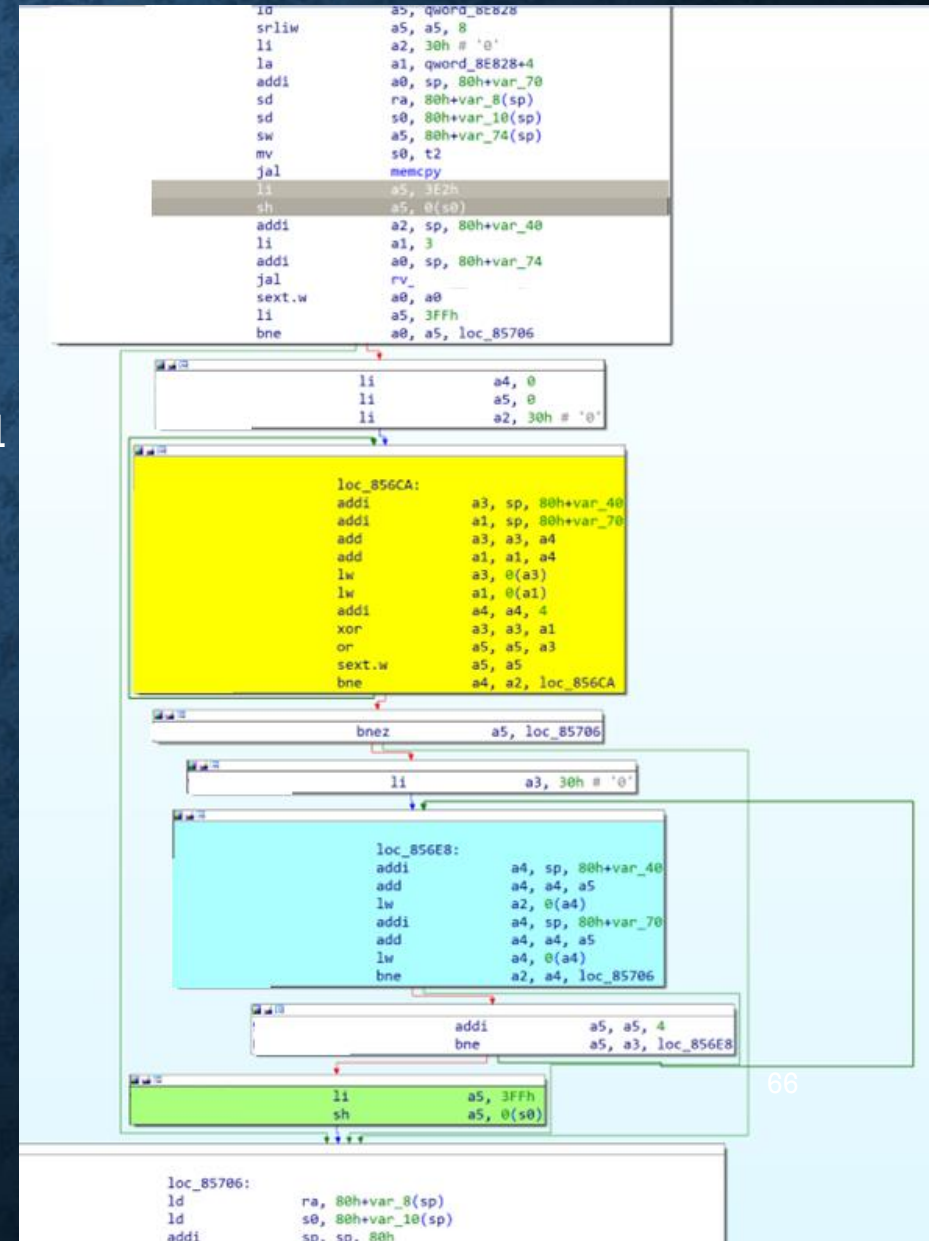 ld a5, qword_8E828
srliw a5, a5, 8
li a2, 30h # '0'
la a1, qword_8E828+4
addi a0, sp, 80h+var_70
sd ra, 80h+var_8(sp)
sd s0, 80h+var_10(sp)
sw a5, 80h+var_74(sp)
mv s0, t2
jal memcpy
li a5, 3E2h
sh a5, 0(s0)
addi a2, sp, 80h+var_40
li a1, 3
addi a0, sp, 80h+var_74
jal rv_
sext.w a0, a0
li a5, 3FFh
bne a0, a5, loc_85706
li a4, 0
li a5, 0
li a2, 30h # '0'
1
loc_856CA:
addi a3, sp, 80h+var_40
addi a1, sp, 80h+var_70
add a3, a3, a4
add a1, a1, a4
lw a3, 0(a3)
lw a1, 0(a1)
addi a4, a4, 4
xor a3, a3, a1
or a5, a5, a3
sext.w a5, a5
bne a4, a2, loc_856CA
bnez a5, loc_85706
li a3, 30h # '0'
loc_856E8:
addi a4, sp, 80h+var_40
add a4, a4, a5
lw a2, 0(a4)
addi a4, sp, 80h+var_70
add a4, a4, a5
lw a4, 0(a4)
bne a2, a4, loc_85706
addi a5, a5, 4
bne a5, a3, loc_856E8
66
li a5, 3FFh
sh a5, 0(s0)
loc_85706:
ld ra, 80h+var_8(sp)
ld s0, 80h+var_10(sp)
addi sp, sp, 80h